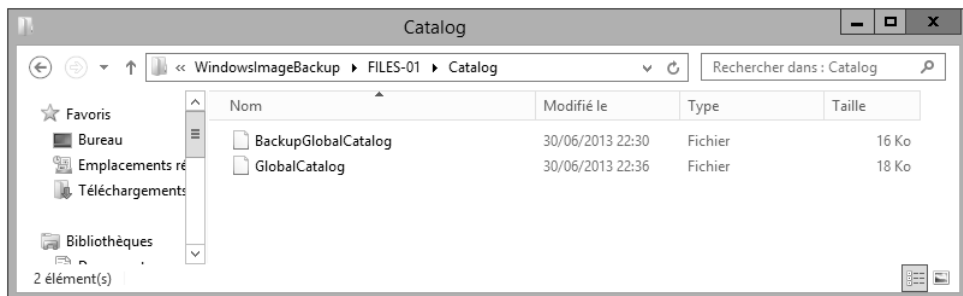 Catalog
« WindowsImageBackup ▸ FILES-01 ▸ Catalog
Rechercher dans : Catalog
Favoris
Bureau
Emplacements ré
Téléchargements
Bibliothèques
Nom Modifié le Type Taille
BackupGlobalCatalog 30/06/2013 22:30 Fichier 16 Ko
GlobalCatalog 30/06/2013 22:36 Fichier 18 Ko
2 élément(s)